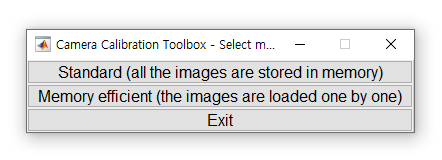 Camera Calibration Toolbox - Select m...
Standard (all the images are stored in memory)
Memory efficient (the images are loaded one by one)
Exit